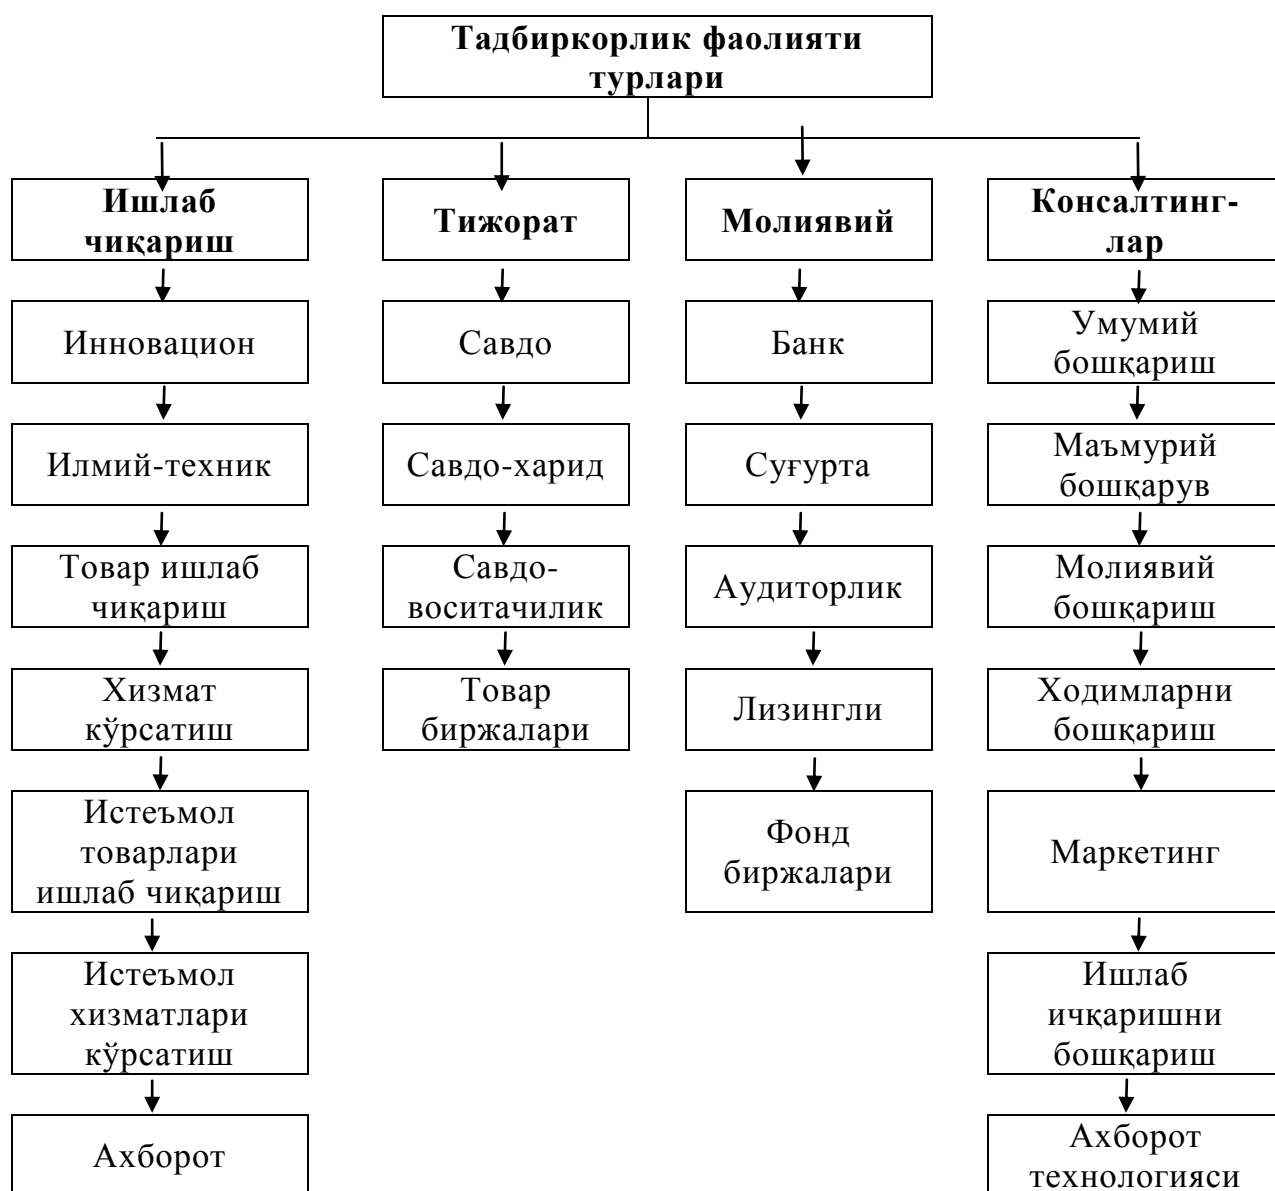 Тадбиркорлик фаолияти
турлари
Ишлаб
чиқариш
Инновацион
Илмий-техник
Товар ишлаб
чиқариш
Хизмат
кўрсатиш
Истеъмол
товарлари
ишлаб чиқариш
Истеъмол
хизматлари
кўрсатиш
Ахборот
Тижорат
Савдо
Савдо-харид
Савдо-
воситачилик
Товар
биржалари
Молиявий
Банк
Суғурта
Аудиторлик
Лизингли
Фонд
биржалари
Консалтинг-
лар
Умумий
бошқариш
Маъмурий
бошқарув
Молиявий
бошқариш
Ходимларни
бошқариш
Маркетинг
Ишлаб
ичқаришни
бошқариш
Ахборот
технологияси